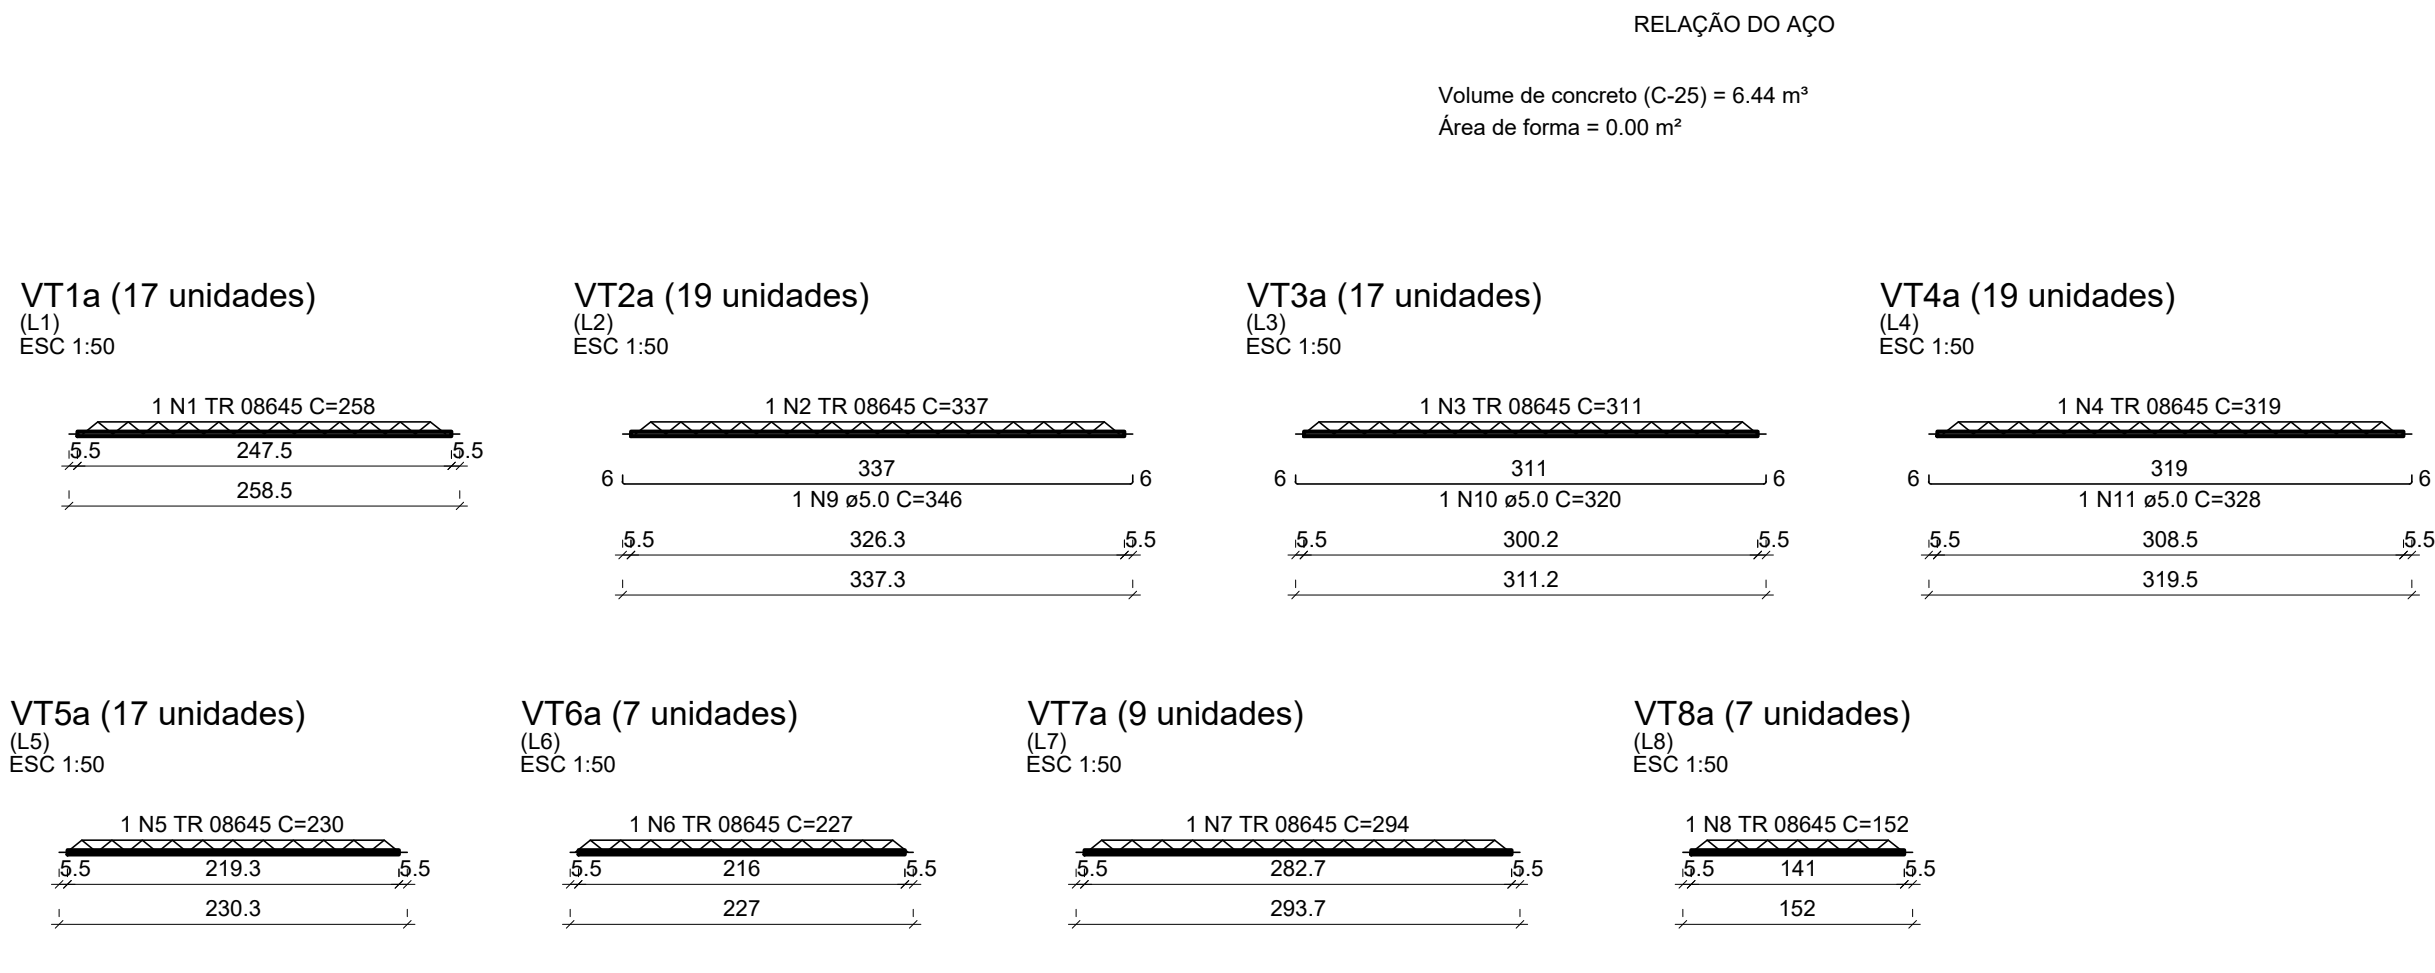 RELAÇÃO DO AÇO
Volume de concreto (C-25) = 6.44 m³
Área de forma = 0.00 m²
VT1a (17 unidades)
(L1)
ESC 1:50
1 N1 TR 08645 C=258
5.5 247.5 5.5
258.5
VT2a (19 unidades)
(L2)
ESC 1:50
1 N2 TR 08645 C=337
6 337 6
1 N9 ø5.0 C=346
5.5 326.3 5.5
337.3
VT3a (17 unidades)
(L3)
ESC 1:50
1 N3 TR 08645 C=311
6 311 6
1 N10 ø5.0 C=320
5.5 300.2 5.5
311.2
VT4a (19 unidades)
(L4)
ESC 1:50
1 N4 TR 08645 C=319
6 319 6
1 N11 ø5.0 C=328
5.5 308.5 5.5
319.5
VT5a (17 unidades)
(L5)
ESC 1:50
1 N5 TR 08645 C=230
5.5 219.3 5.5
230.3
VT6a (7 unidades)
(L6)
ESC 1:50
1 N6 TR 08645 C=227
5.5 216 5.5
227
VT7a (9 unidades)
(L7)
ESC 1:50
1 N7 TR 08645 C=294
5.5 282.7 5.5
293.7
VT8a (7 unidades)
(L8)
ESC 1:50
1 N8 TR 08645 C=152
5.5 141 5.5
152